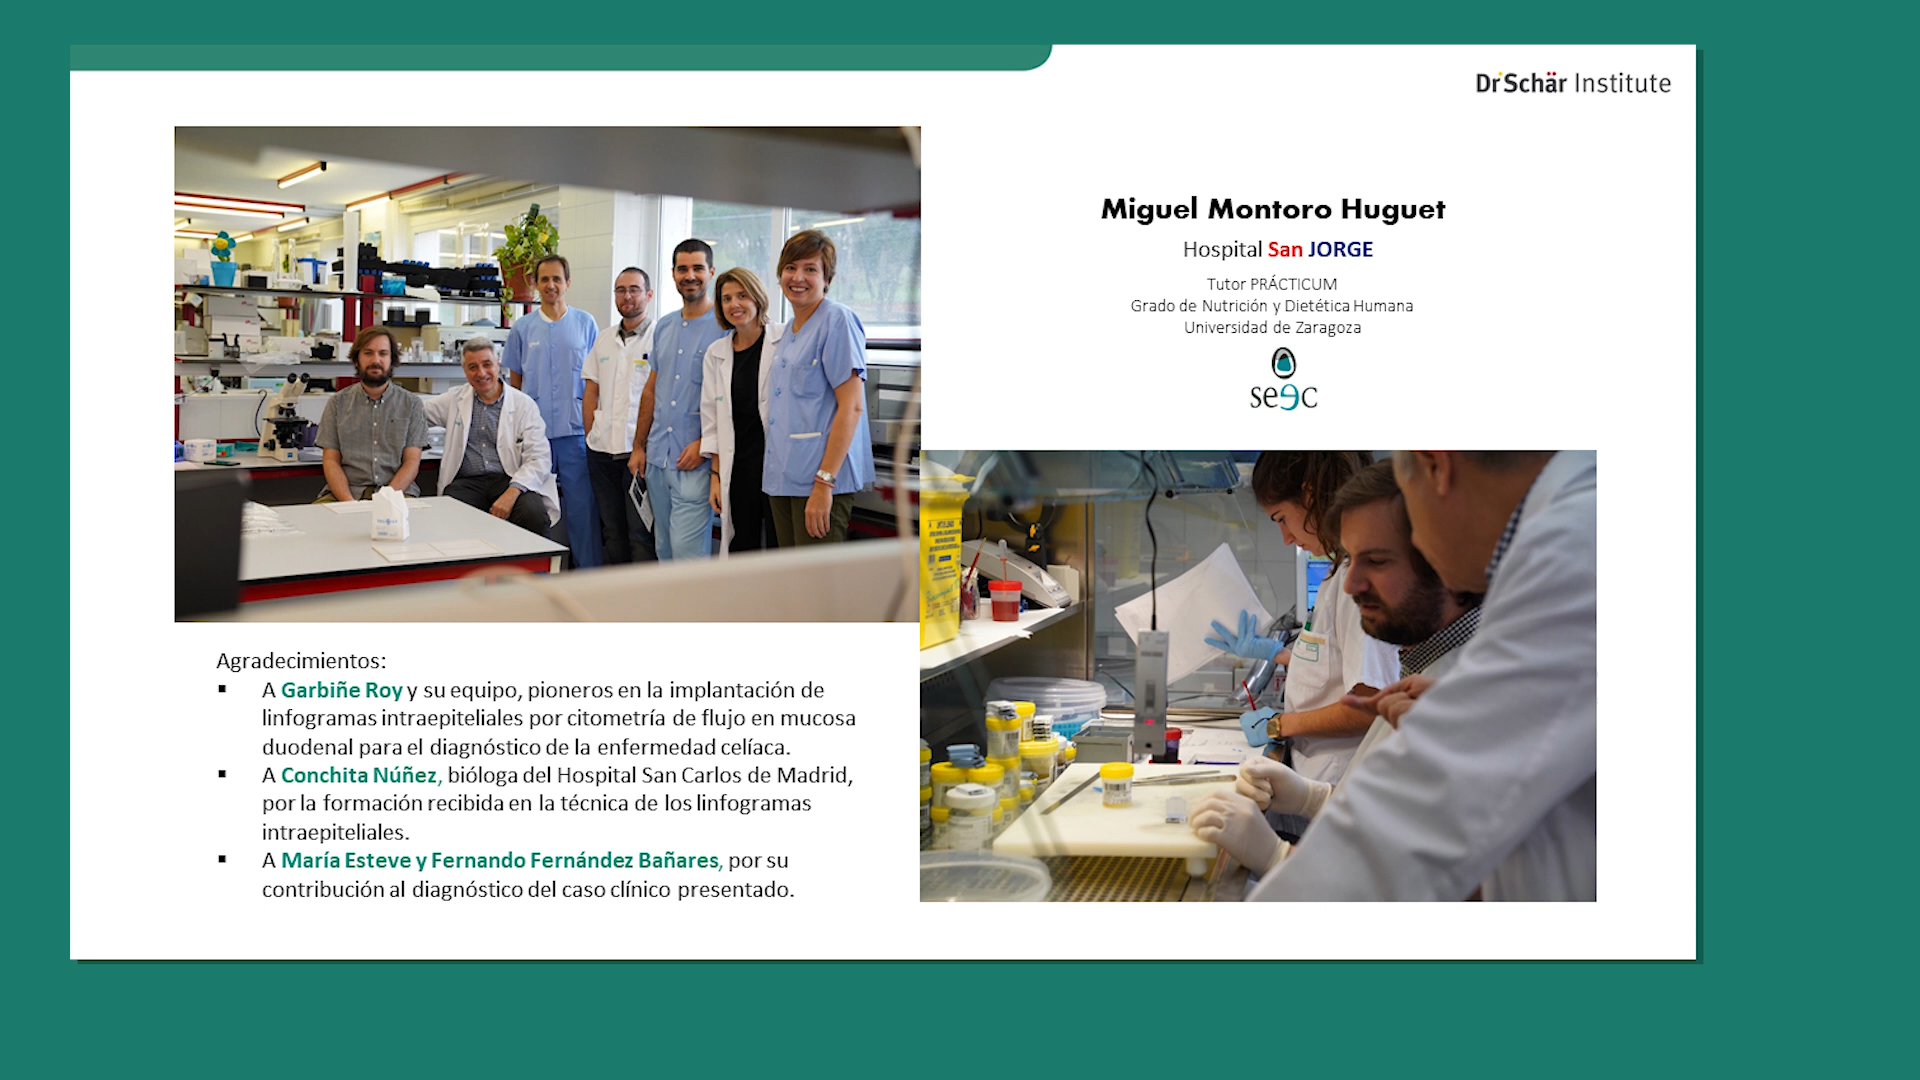 Dr Schär Institute
Miguel Montoro Huguet
Hospital San JORGE
Tutor PRÁCTICUM
Grado de Nutrición y Dietética Humana
Universidad de Zaragoza
seec
Agradecimientos:
▪ A Garbiñe Roy y su equipo, pioneros en la implantación de
linfogramas intraepiteliales por citometría de flujo en mucosa
duodenal para el diagnóstico de la enfermedad celíaca.
▪ A Conchita Núñez, bióloga del Hospital San Carlos de Madrid,
por la formación recibida en la técnica de los linfogramas
intraepiteliales.
▪ A María Esteve y Fernando Fernández Bañares, por su
contribución al diagnóstico del caso clínico presentado.